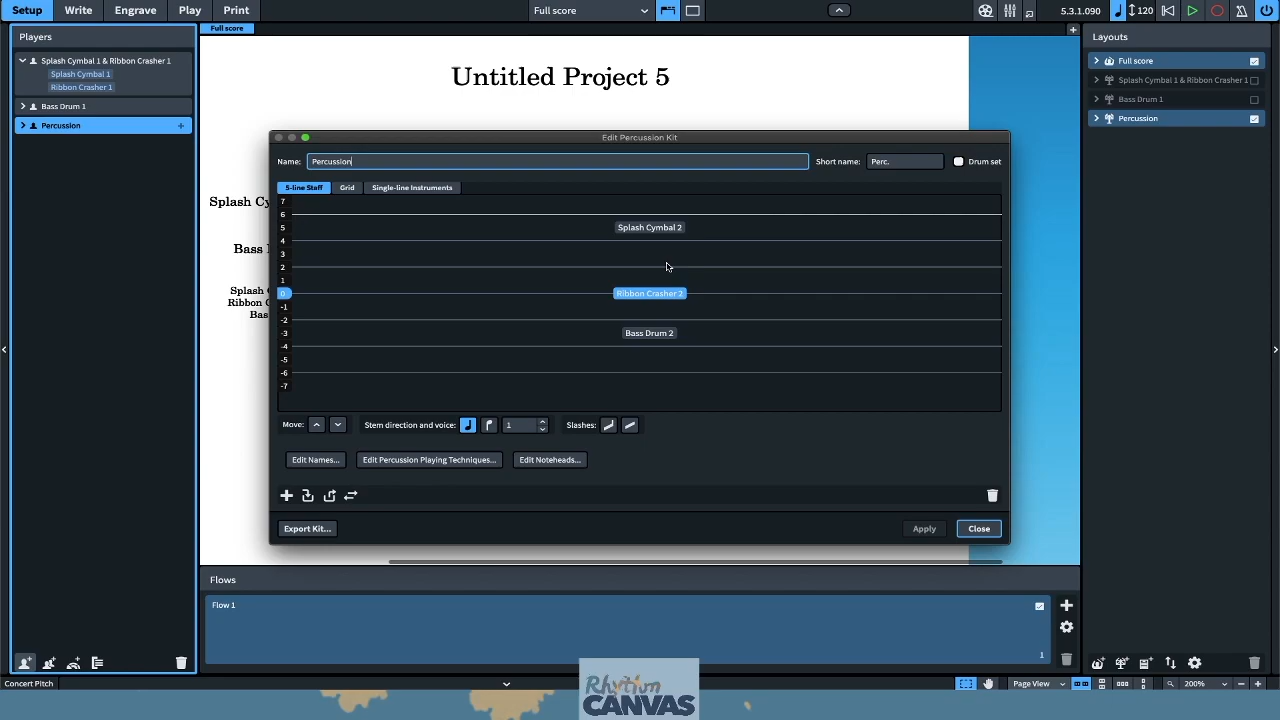 Setup Write Engrave Play Print Full score 5.3.1.090 120
Players
Splash Cymbal 1 & Ribbon Crasher 1
Splash Cymbal 1
Ribbon Crasher 1
Bass Drum 1
Percussion
Full score
Untitled Project 5
Splash Cy
Bass
Splash C
Ribbon C
Bas
Edit Percussion Kit
Name: Percussion Short name: Perc. Drum set
5-line Staff Grid Single-line Instruments
7
6
5 Splash Cymbal 2
4
3
2
1
0 Ribbon Crasher 2
-1
-2
-3 Bass Drum 2
-4
-5
-6
-7
Move: Stem direction and voice: 1 Slashes:
Edit Names... Edit Percussion Playing Techniques... Edit Noteheads...
Export Kit... Apply Close
Flows
Flow 1
1
Layouts
Full score
Splash Cymbal 1 & Ribbon Crasher 1
Bass Drum 1
Percussion
Concert Pitch Page View 200%
Rhythm
CANVAS